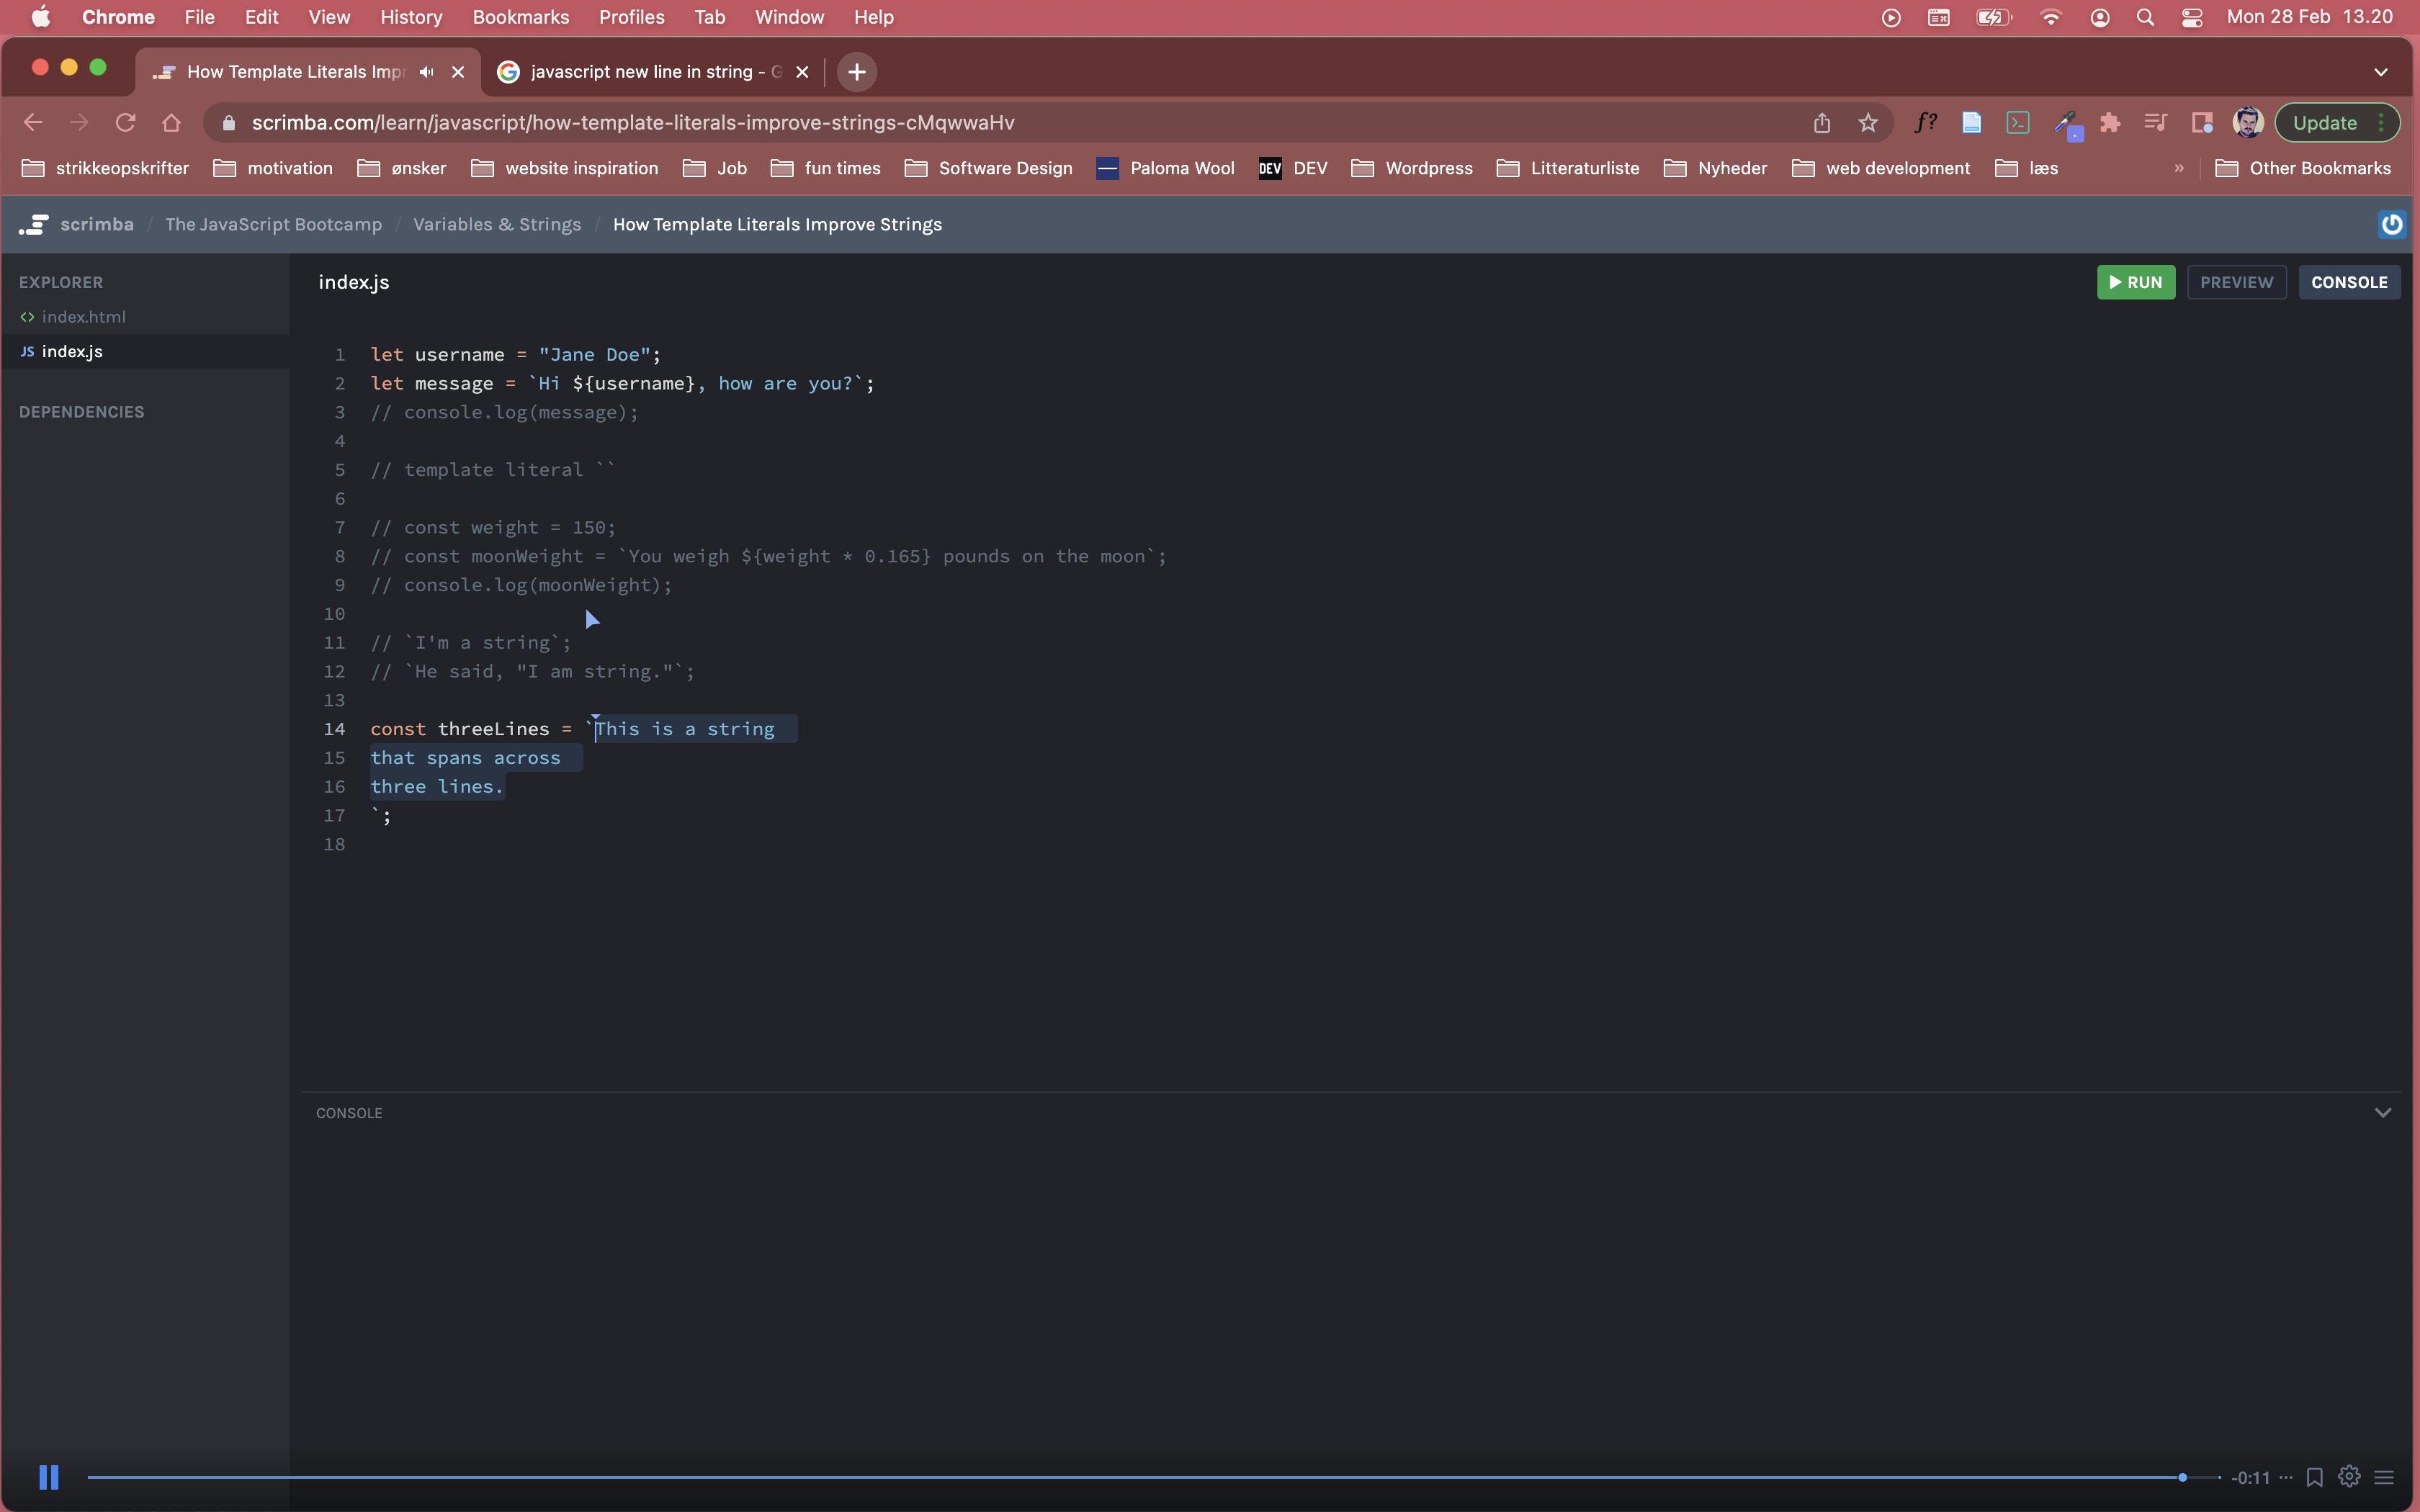 Chrome File Edit View History Bookmarks Profiles Tab Window Help Mon 28 Feb 13.20
How Template Literals Impr javascript new line in string - G
scrimba.com/learn/javascript/how-template-literals-improve-strings-cMqwwaHv f? Update
strikkeopskrifter motivation ønsker website inspiration Job fun times Software Design Paloma Wool DEV DEV Wordpress Litteraturliste Nyheder web development læs » Other Bookmarks
scrimba / The JavaScript Bootcamp / Variables & Strings / How Template Literals Improve Strings
EXPLORER
<> index.html
JS index.js
DEPENDENCIES
index.js RUN PREVIEW CONSOLE
1 let username = "Jane Doe";
2 let message = `Hi ${username}, how are you?`;
3 // console.log(message);
4
5 // template literal ``
6
7 // const weight = 150;
8 // const moonWeight = `You weigh ${weight * 0.165} pounds on the moon`;
9 // console.log(moonWeight);
10
11 // `I'm a string`;
12 // `He said, "I am string."`;
13
14 const threeLines = `This is a string
15 that spans across
16 three lines.
17 `;
18
CONSOLE
-0:11 ···